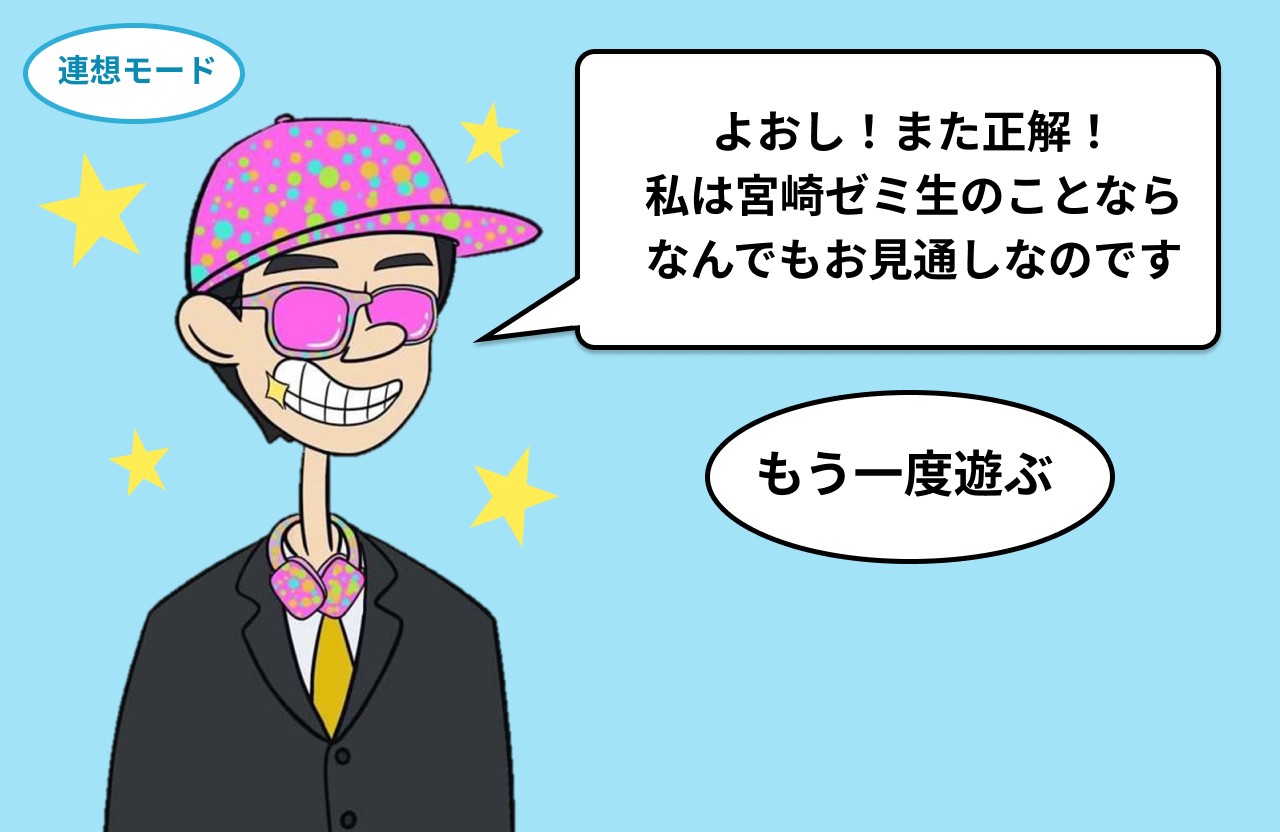 連想モード
よおし！また正解！
私は宮崎ゼミ生のことなら
なんでもお見通しなのです
もう一度遊ぶ